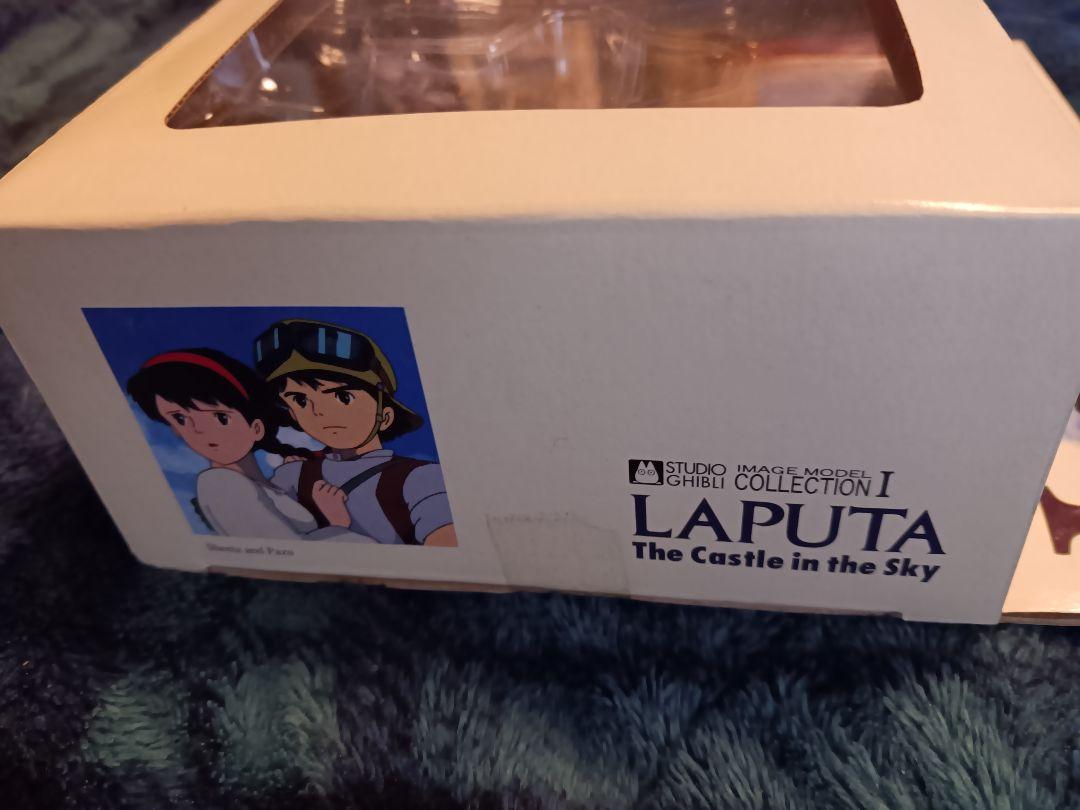 STUDIO GHIBLI
IMAGE MODEL COLLECTION I
LAPUTA
The Castle in the Sky
Sheeta and Pazu